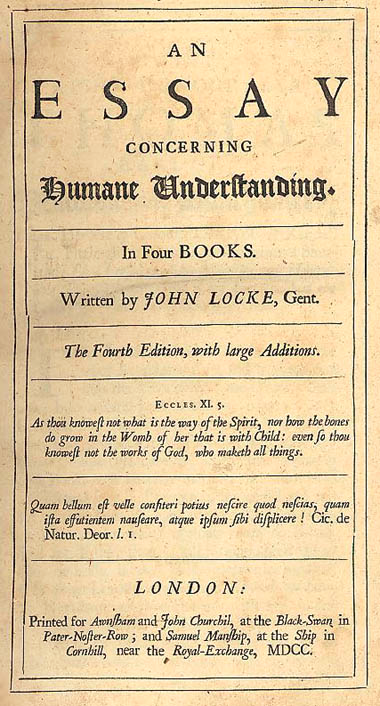 AN
ESSAY
CONCERNING
Humane Underſtanding.
In Four BOOKS.
Written by JOHN LOCKE, Gent.
The Fourth Edition, with large Additions.
ECCLES. XI. 5.
As thou knoweſt not what is the way of the Spirit, nor how the bones
do grow in the Womb of her that is with Child: even ſo thou
knoweſt not the works of God, who maketh all things.
Quam bellum eſt velle confiteri potius neſcire quod neſcias, quam
iſta effutientem nauſeare, atque ipſum ſibi diſplicere! Cic. de
Natur. Deor. l. 1.
LONDON:
Printed for Awnſham and John Churchil, at the Black-Swan in
Pater-Noſter-Row; and Samuel Manſhip, at the Ship in
Cornhill, near the Royal-Exchange, MDCC.